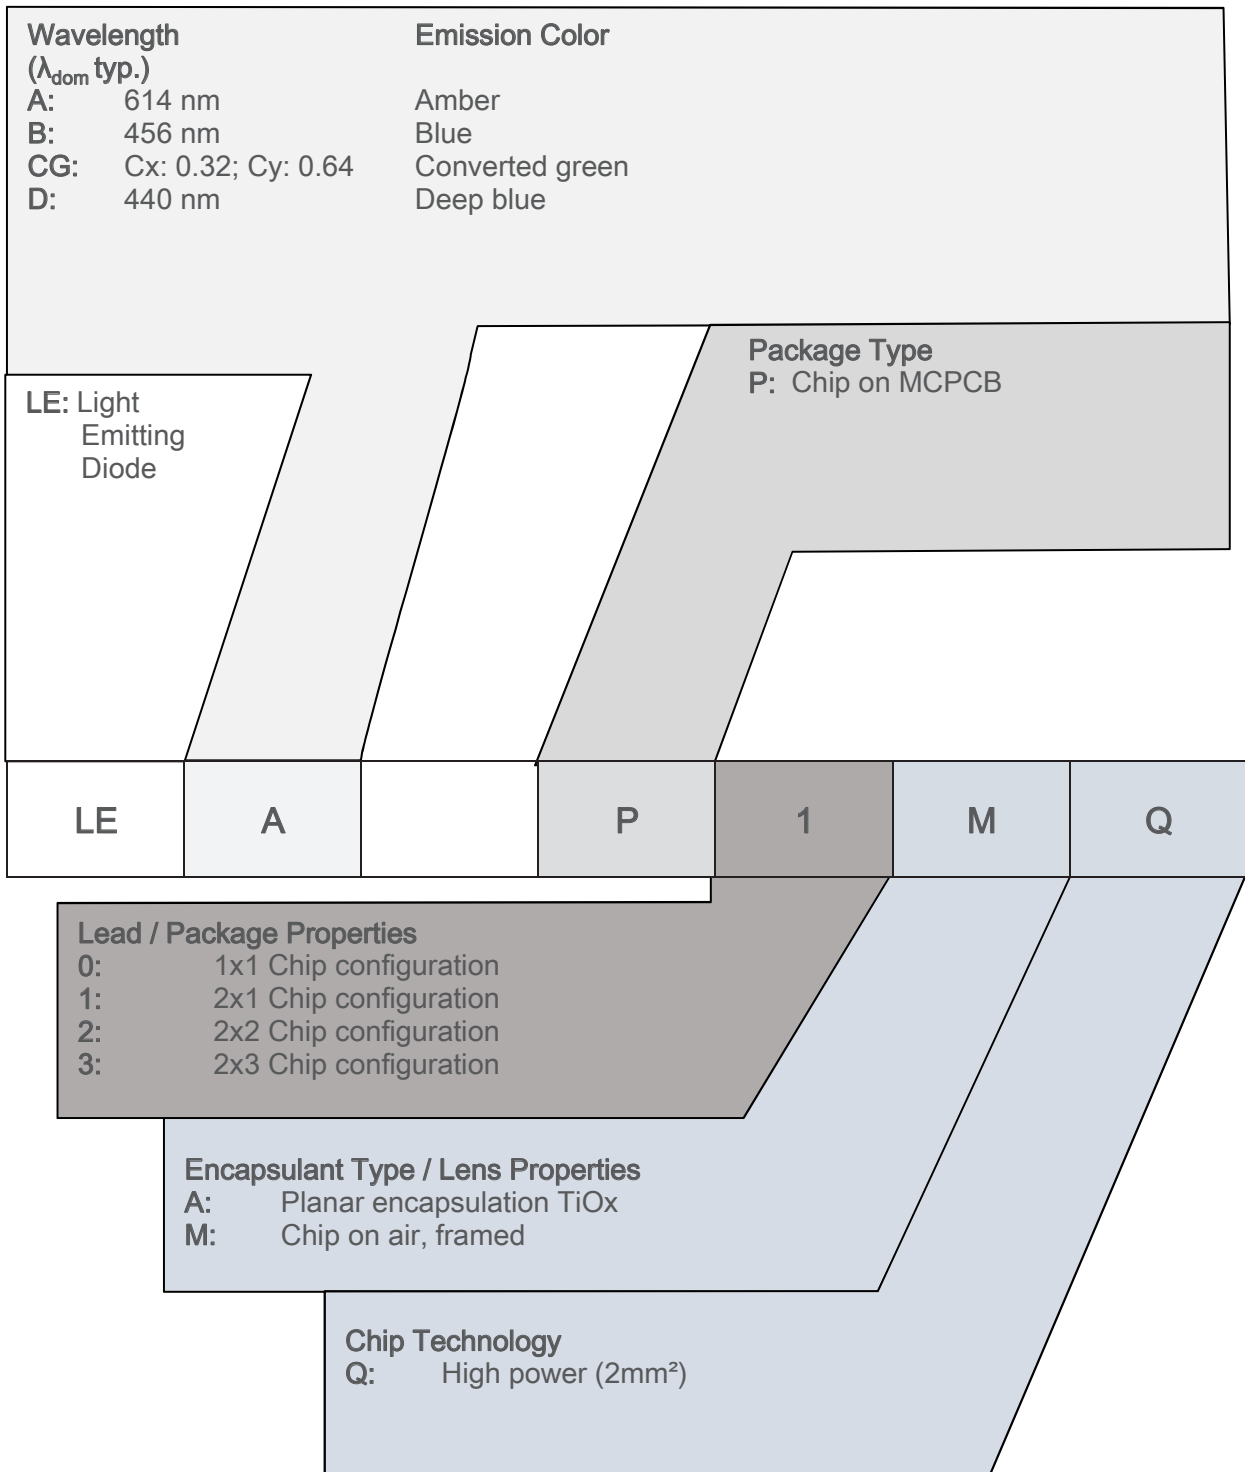 Wavelength Emission Color
(λdom typ.)
A: 614 nm Amber
B: 456 nm Blue
CG: Cx: 0.32; Cy: 0.64 Converted green
D: 440 nm Deep blue
Package Type
P: Chip on MCPCB
LE: Light
Emitting
Diode
LE A P 1 M Q
Lead / Package Properties
0: 1x1 Chip configuration
1: 2x1 Chip configuration
2: 2x2 Chip configuration
3: 2x3 Chip configuration
Encapsulant Type / Lens Properties
A: Planar encapsulation TiOx
M: Chip on air, framed
Chip Technology
Q: High power (2mm²)